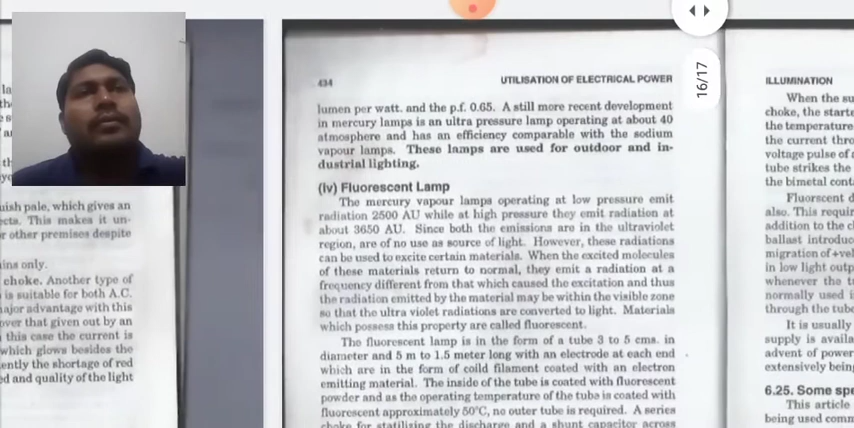 la
th
uish pale, which gives an
ects. This makes it un-
r other premises despite
ins only.
choke. Another type of
is suitable for both A.C.
ajor advantage with this
over that given out by an
this case the current is
which glows besides the
ently the shortage of red
ed and quality of the light
434
UTILISATION OF ELECTRICAL POWER
lumen per watt. and the p.f. 0.65. A still more recent development
in mercury lamps is an ultra pressure lamp operating at about 40
atmosphere and has an efficiency comparable with the sodium
vapour lamps. These lamps are used for outdoor and in-
dustrial lighting.
(iv) Fluorescent Lamp
The mercury vapour lamps operating at low pressure emit
radiation 2500 AU while at high pressure they emit radiation at
about 3650 AU. Since both the emissions are in the ultraviolet
region, are of no use as source of light. However, these radiations
can be used to excite certain materials. When the excited molecules
of these materials return to normal, they emit a radiation at a
frequency different from that which caused the excitation and thus
the radiation emitted by the material may be within the visible zone
so that the ultra violet radiations are converted to light. Materials
which possess this property are called fluorescent.
The fluorescent lamp is in the form of a tube 3 to 5 cms. in
diameter and 5 m to 1.5 meter long with an electrode at each end
which are in the form of coild filament coated with an electron
emitting material. The inside of the tube is coated with fluorescent
powder and as the operating temperature of the tube is coated with
fluorescent approximately 50°C, no outer tube is required. A series
choke for statilising the discharge and a shunt capacitor across
16/17
ILLUMINATION
When the su
choke, the starte
the temperature
the current thro
voltage pulse of
tube strikes the
the bimetal cont
Fluorscent d
also. This requir
addition to the c
ballast introduc
migration of +vel
in low light outp
whenever the t
normally used i
through the tube
It is usually
supply is availa
advent of power
extensively being
6.25. Some spe
This article
being used comm